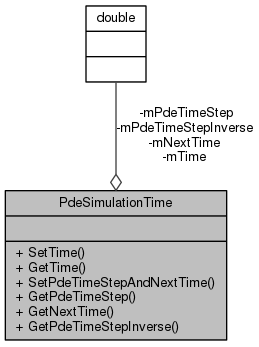 double
-mPdeTimeStep
-mPdeTimeStepInverse
-mNextTime
-mTime
PdeSimulationTime
+ SetTime()
+ GetTime()
+ SetPdeTimeStepAndNextTime()
+ GetPdeTimeStep()
+ GetNextTime()
+ GetPdeTimeStepInverse()